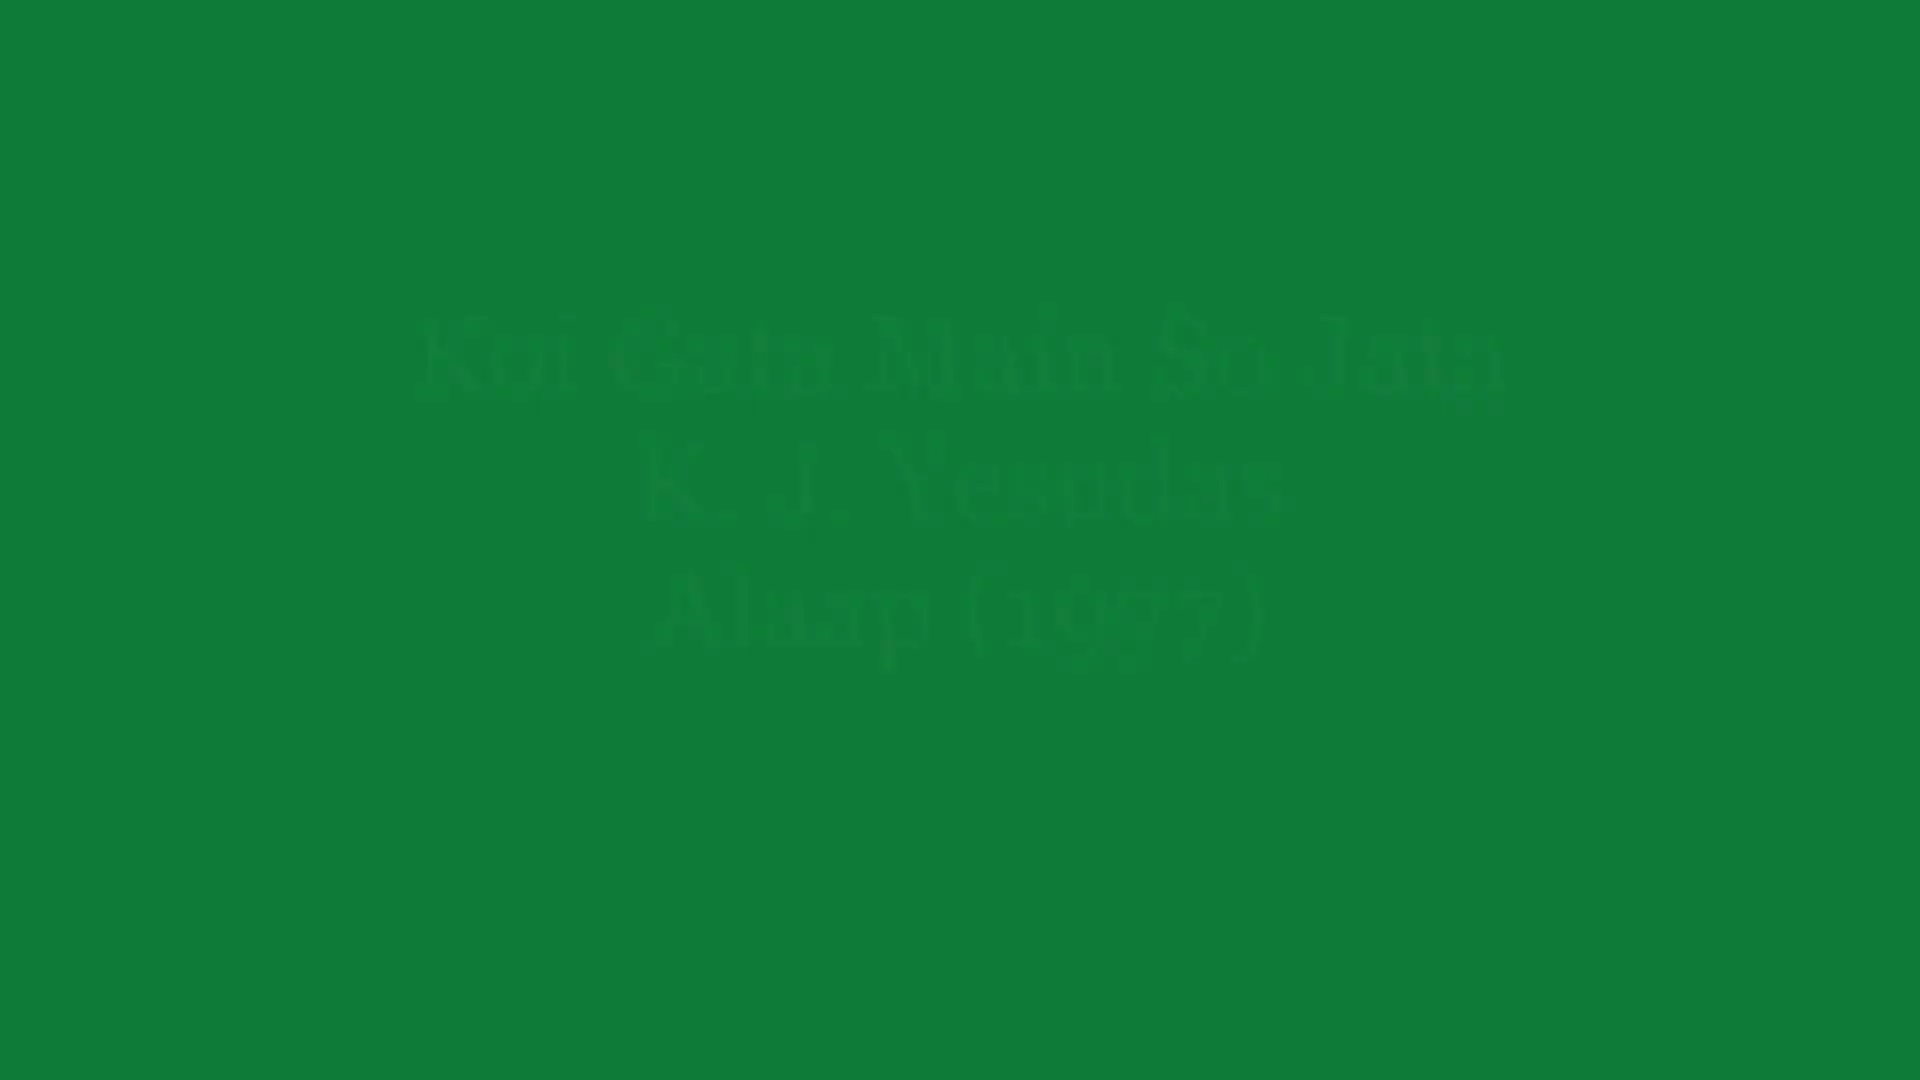 Koi Gata Main So Jata
K. J. Yesudas
Alaap (1977)